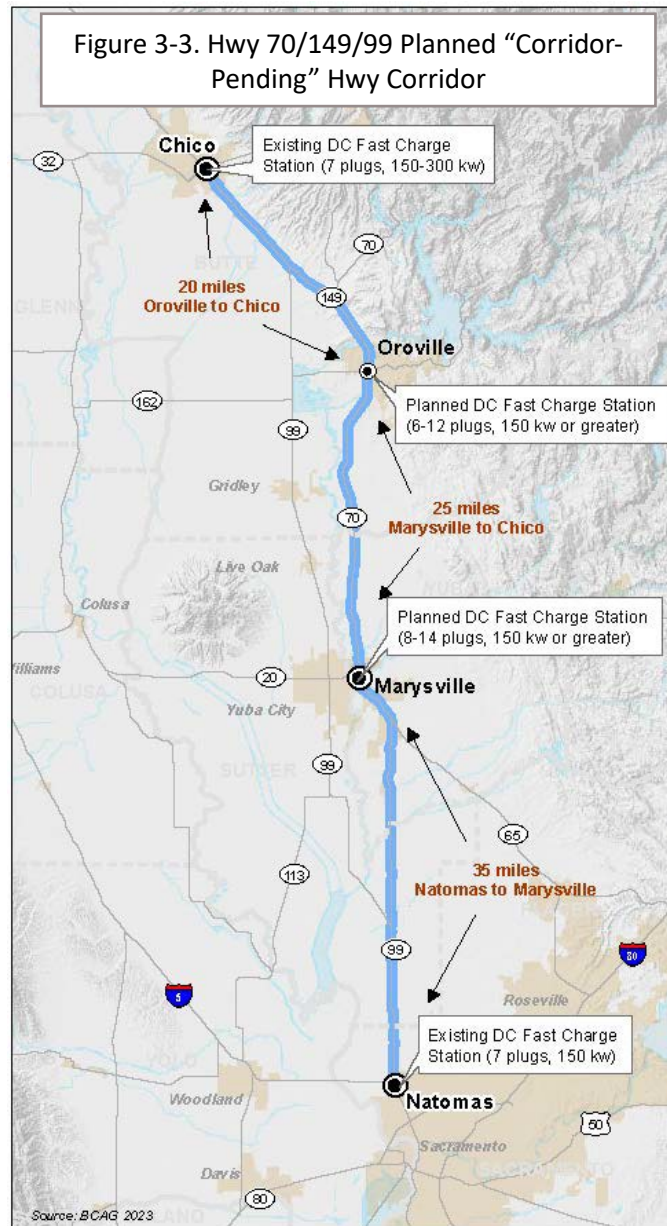 Figure 3-3. Hwy 70/149/99 Planned “Corridor-
Pending” Hwy Corridor
Chico
Existing DC Fast Charge
Station (7 plugs, 150-300 kw)
32
70
BUTTE
GLENN
20 miles
Oroville to Chico
149
Oroville
162
Planned DC Fast Charge Station
(6-12 plugs, 150 kw or greater)
99
Gridley
25 miles
Marysville to Chico
70
Live Oak
Colusa
Planned DC Fast Charge Station
(8-14 plugs, 150 kw or greater)
illiams
20
Marysville
COLUSA
Yuba City
SUTTER
99
65
113
35 miles
Natomas to Marysville
99
80
5
Roseville
YOLO
Existing DC Fast Charge
Station (7 plugs, 150 kw)
Woodland
Natomas
50
Sacramento
SACRAMENTO
Davis
80
Source: BCAG 2023